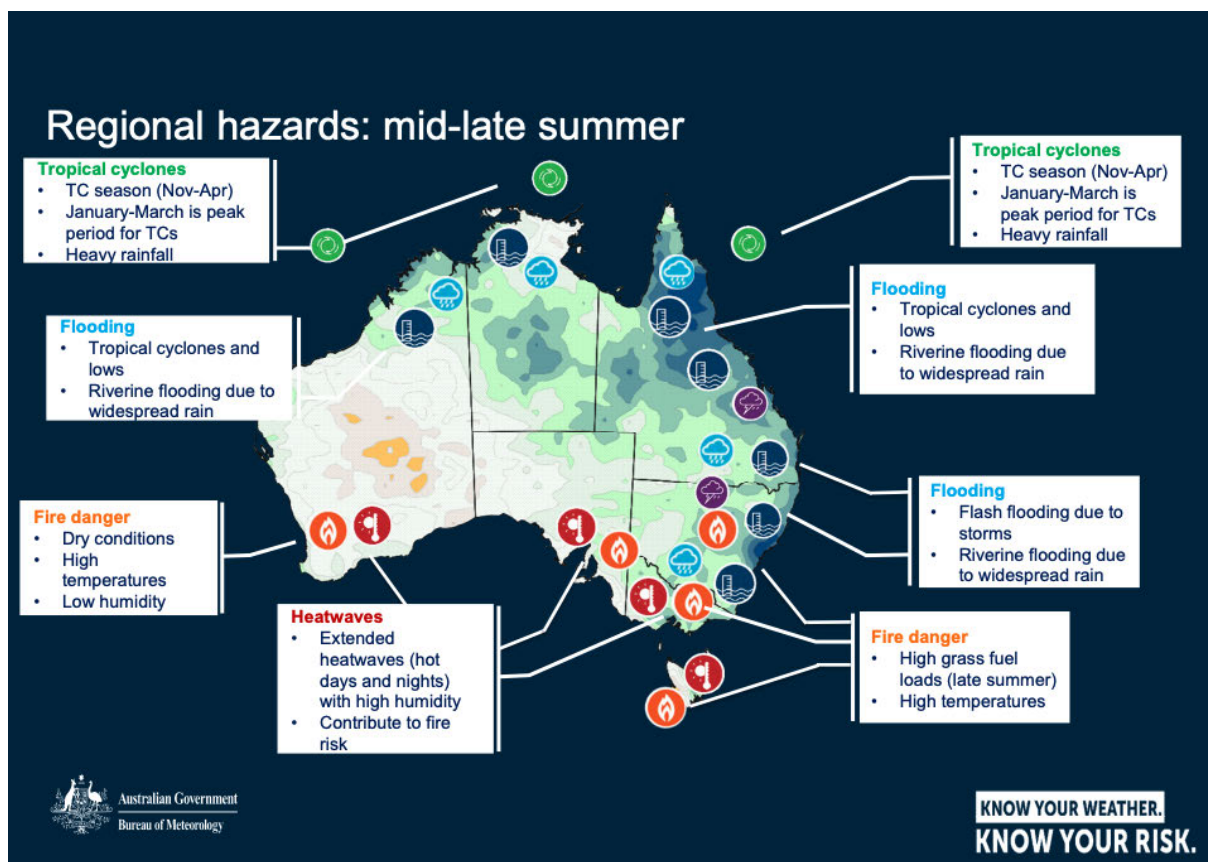 Regional hazards: mid-late summer
Tropical cyclones
• TC season (Nov-Apr)
• January-March is peak
period for TCs
• Heavy rainfall
Tropical cyclones
• TC season (Nov-Apr)
• January-March is
peak period for TCs
• Heavy rainfall
Flooding
• Tropical cyclones and
lows
• Riverine flooding due
to widespread rain
Flooding
• Tropical cyclones and
lows
• Riverine flooding due to
widespread rain
Flooding
• Flash flooding due to
storms
• Riverine flooding due
to widespread rain
Fire danger
• Dry conditions
• High
temperatures
• Low humidity
Heatwaves
• Extended
heatwaves (hot
days and nights)
with high humidity
• Contribute to fire
risk
Fire danger
• High grass fuel
loads (late summer)
• High temperatures
Australian Government
Bureau of Meteorology
KNOW YOUR WEATHER.
KNOW YOUR RISK.